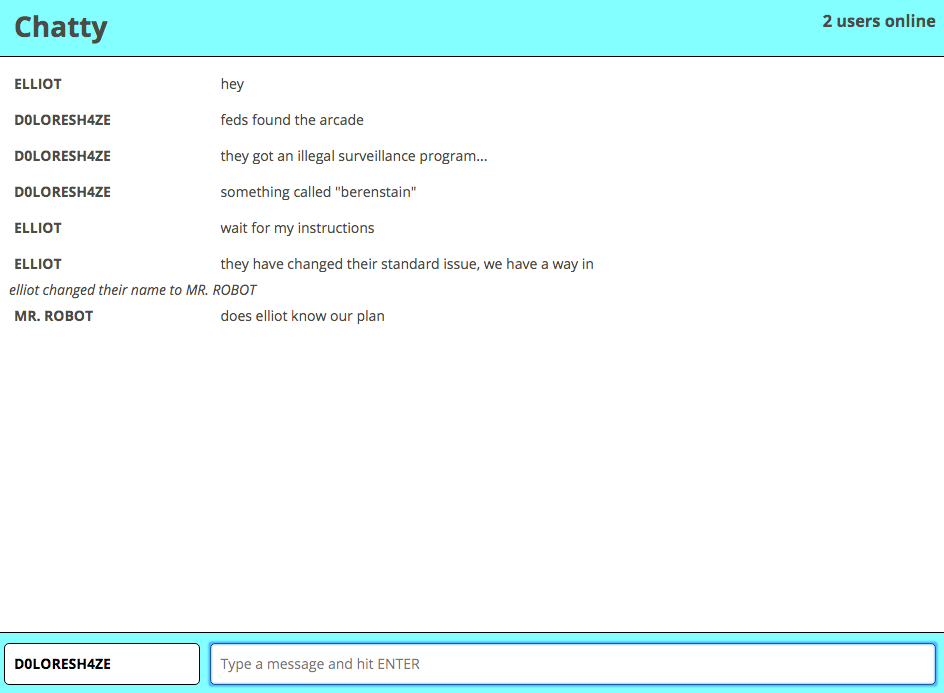 Chatty
2 users online
ELLIOT hey
D0LORESH4ZE feds found the arcade
D0LORESH4ZE they got an illegal surveillance program...
D0LORESH4ZE something called "berenstain"
ELLIOT wait for my instructions
ELLIOT they have changed their standard issue, we have a way in
elliot changed their name to MR. ROBOT
MR. ROBOT does elliot know our plan
D0LORESH4ZE Type a message and hit ENTER